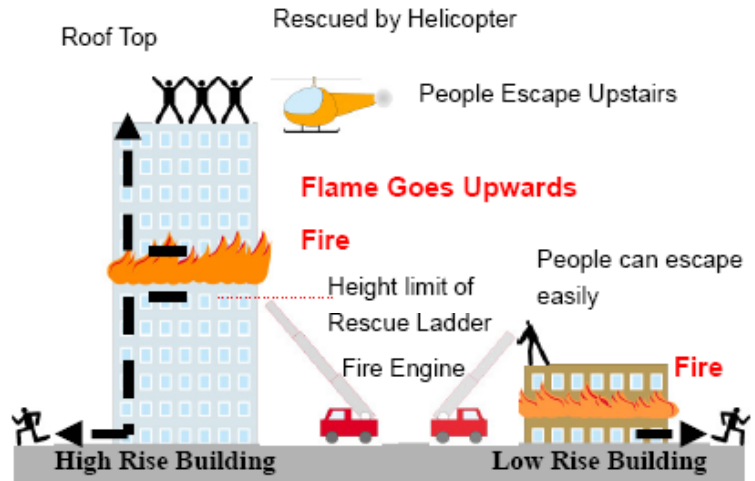 Rescued by Helicopter
Roof Top
People Escape Upstairs
Flame Goes Upwards
Fire
People can escape
easily
Height limit of
Rescue Ladder
Fire Engine
Fire
High Rise Building
Low Rise Building